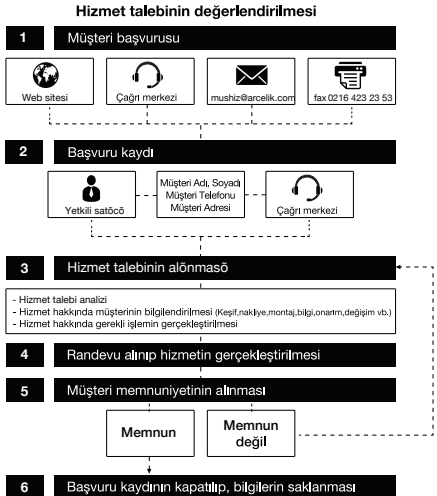 Hizmet talebinin değerlendirilmesi
1 Müşteri başvurusu
Web sitesi
Çağrı merkezi
mushiz@arcelik.com
fax 0216 423 23 53
2 Başvuru kaydı
Yetkili satõcõ
Müşteri Adı, Soyadı
Müşteri Telefonu
Müşteri Adresi
Çağrı merkezi
3 Hizmet talebinin alõnmasõ
- Hizmet talebi analizi
- Hizmet hakkında müşterinin bilgilendirilmesi (Keşif,nakliye,montaj,bilgi,onarım,değişim vb.)
- Hizmet hakkında gerekli işlemin gerçekleştirilmesi
4 Randevu alınıp hizmetin gerçekleştirilmesi
5 Müşteri memnuniyetinin alınması
Memnun
Memnun
değil
6 Başvuru kaydının kapatılıp, bilgilerin saklanması